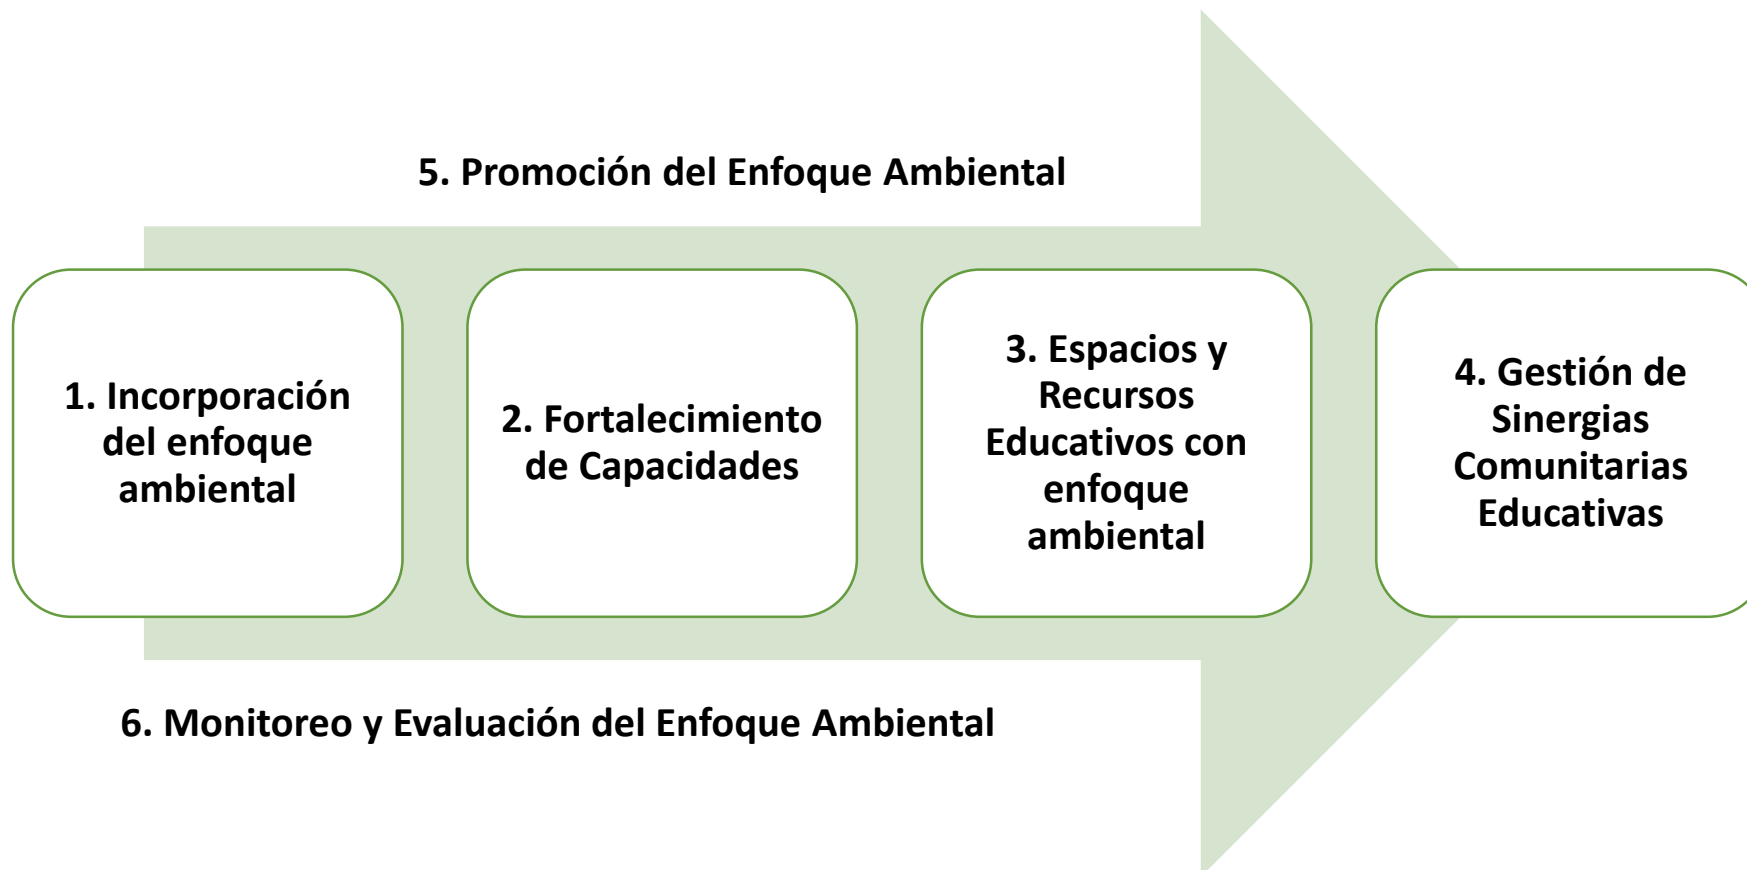 5. Promoción del Enfoque Ambiental
1. Incorporación
del enfoque
ambiental
2. Fortalecimiento
de Capacidades
3. Espacios y
Recursos
Educativos con
enfoque
ambiental
4. Gestión de
Sinergias
Comunitarias
Educativas
6. Monitoreo y Evaluación del Enfoque Ambiental